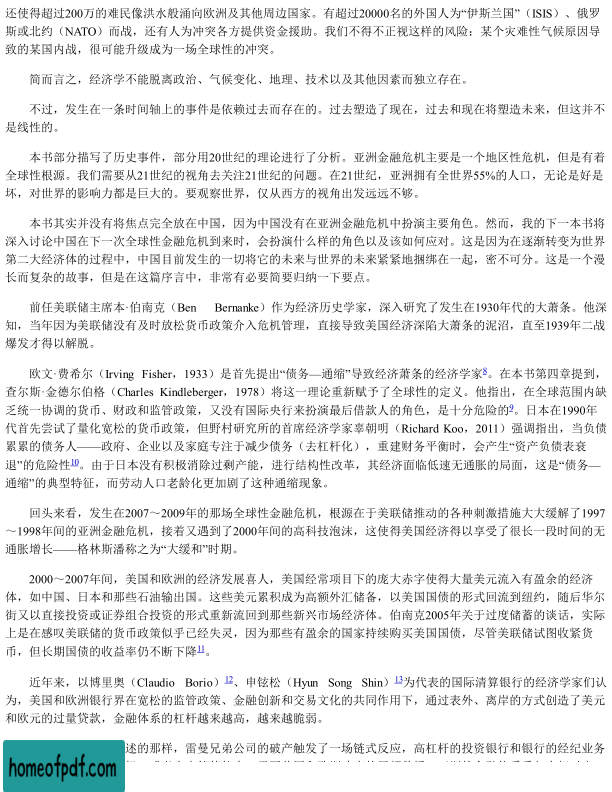 还使得超过200万的难民像洪水般涌向欧洲及其他周边国家。有超过20000名的外国人为“伊斯兰国”（ISIS）、俄罗
斯或北约（NATO）而战，还有人为冲突各方提供资金援助。我们不得不正视这样的风险：某个灾难性气候原因导
致的某国内战，很可能升级成为一场全球性的冲突。
简而言之，经济学不能脱离政治、气候变化、地理、技术以及其他因素而独立存在。
不过，发生在一条时间轴上的事件是依赖过去而存在的。过去塑造了现在，过去和现在将塑造未来，但这并不
是线性的。
本书部分描写了历史事件，部分用20世纪的理论进行了分析。亚洲金融危机主要是一个地区性危机，但是有着
全球性根源。我们需要从21世纪的视角去关注21世纪的问题。在21世纪，亚洲拥有全世界55%的人口，无论是好是
坏，对世界的影响力都是巨大的。要观察世界，仅从西方的视角出发远远不够。
本书其实并没有将焦点完全放在中国，因为中国没有在亚洲金融危机中扮演主要角色。然而，我的下一本书将
深入讨论中国在下一次全球性金融危机到来时，会扮演什么样的角色以及该如何应对。这是因为在逐渐转变为世界
第二大经济体的过程中，中国目前发生的一切将它的未来与世界的未来紧紧地捆绑在一起，密不可分。这是一个漫
长而复杂的故事，但是在这篇序言中，非常有必要简要归纳一下要点。
前任美联储主席本·伯南克（Ben Bernanke）作为经济历史学家，深入研究了发生在1930年代的大萧条。他深
知，当年因为美联储没有及时放松货币政策介入危机管理，直接导致美国经济深陷大萧条的泥沼，直至1939年二战
爆发才得以解脱。
欧文·费希尔（Irving Fisher，1933）是首先提出“债务—通缩”导致经济萧条的经济学家8。在本书第四章提到，
查尔斯·金德尔伯格（Charles Kindleberger，1978）将这一理论重新赋予了全球性的定义。他指出，在全球范围内缺
乏统一协调的货币、财政和监管政策，又没有国际央行来扮演最后借款人的角色，是十分危险的9。日本在1990年
代首先尝试了量化宽松的货币政策，但野村研究所的首席经济学家辜朝明（Richard Koo，2011）强调指出，当负债
累累的债务人——政府、企业以及家庭专注于减少债务（去杠杆化），重建财务平衡时，会产生“资产负债表衰
退”的危险性10。由于日本没有积极消除过剩产能，进行结构性改革，其经济面临低速无通胀的局面，这是“债务—
通缩”的典型特征，而劳动人口老龄化更加剧了这种通缩现象。
回头来看，发生在2007～2009年的那场全球性金融危机，根源在于美联储推动的各种刺激措施大大缓解了1997
～1998年间的亚洲金融危机，接着又遇到了2000年间的高科技泡沫，这使得美国经济得以享受了很长一段时间的无
通胀增长——格林斯潘称之为“大缓和”时期。
2000～2007年间，美国和欧洲的经济发展喜人，美国经常项目下的庞大赤字使得大量美元流入有盈余的经济
体，如中国、日本和那些石油输出国。这些美元累积成为高额外汇储备，以美国国债的形式回流到纽约，随后华尔
街又以直接投资或证券组合投资的形式重新流回到那些新兴市场经济体。伯南克2005年关于过度储蓄的谈话，实际
上是在感叹美联储的货币政策似乎已经失灵，因为那些有盈余的国家持续购买美国国债，尽管美联储试图收紧货
币，但长期国债的收益率仍不断下降11。
近年来，以博里奥（Claudio Borio）12、申铉松（Hyun Song Shin）13为代表的国际清算银行的经济学家们认
为，美国和欧洲银行界在宽松的监管政策、金融创新和交易文化的共同作用下，通过表外、离岸的方式创造了美元
和欧元的过量贷款，金融体系的杠杆越来越高，越来越脆弱。
述的那样，雷曼兄弟公司的破产触发了一场链式反应，高杠杆的投资银行和银行的经纪业务
homeofpdf.com